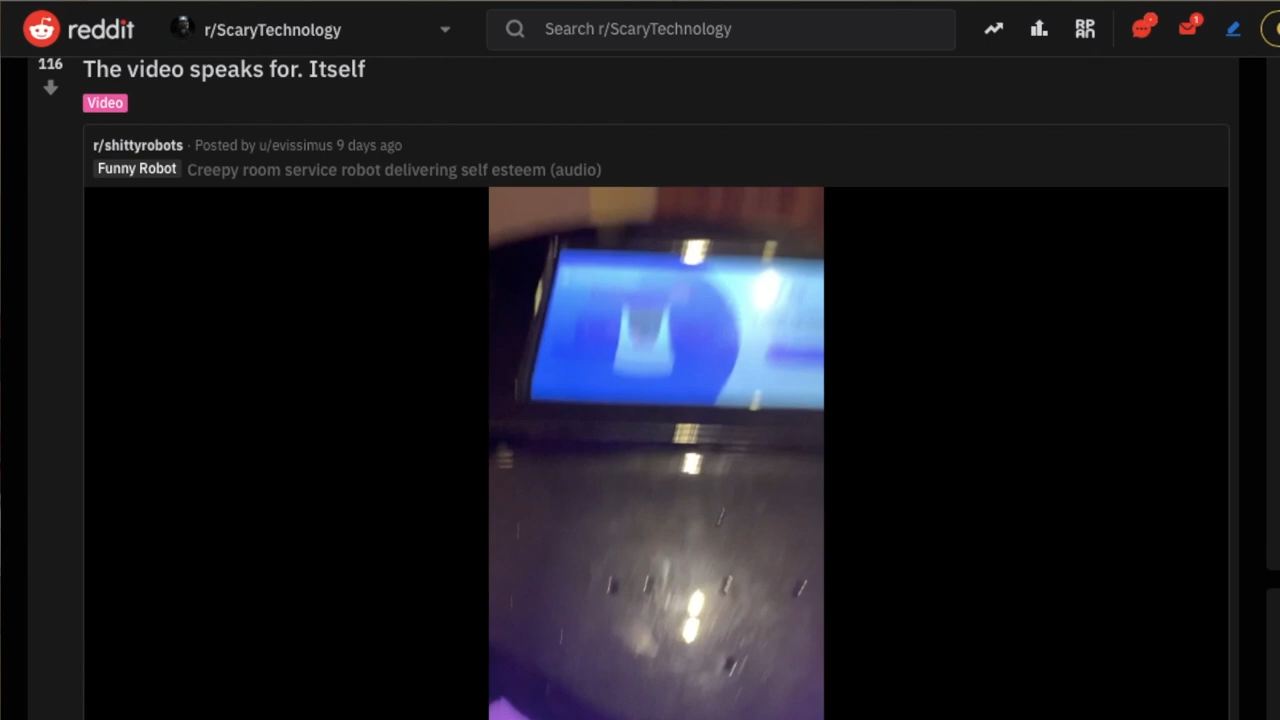 reddit r/ScaryTechnology Search r/ScaryTechnology 1
116 The video speaks for. Itself
Video
r/shittyrobots · Posted by u/evissimus 9 days ago
Funny Robot Creepy room service robot delivering self esteem (audio)